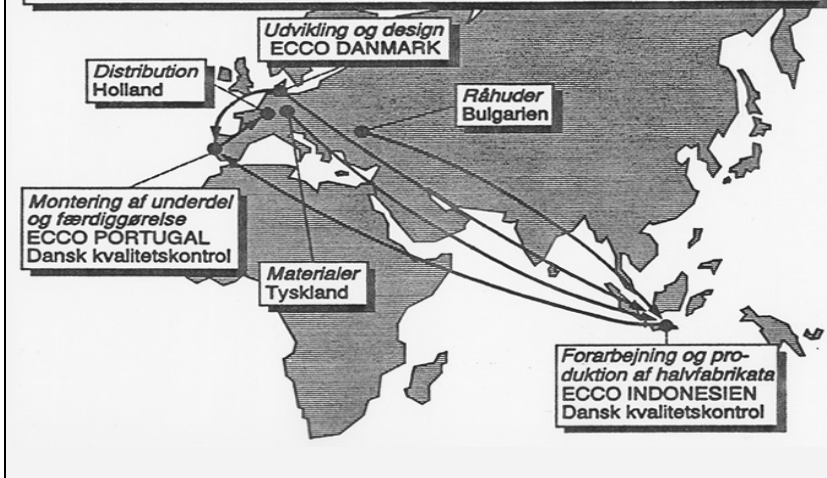 Udvikling og design
ECCO DANMARK
Distribution
Holland
Råhuder
Bulgarien
Montering af underdel
og færdiggørelse
ECCO PORTUGAL
Dansk kvalitetskontrol
Materialer
Tyskland
Forarbejning og pro-
duktion af halvfabrikata
ECCO INDONESIEN
Dansk kvalitetskontrol